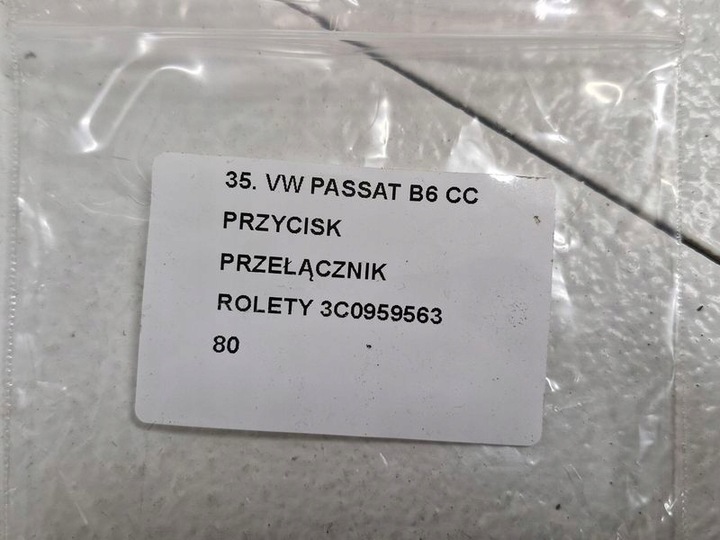 35. VW PASSAT B6 CC
PRZYCISK
PRZEŁĄCZNIK
ROLETY 3C0959563
80